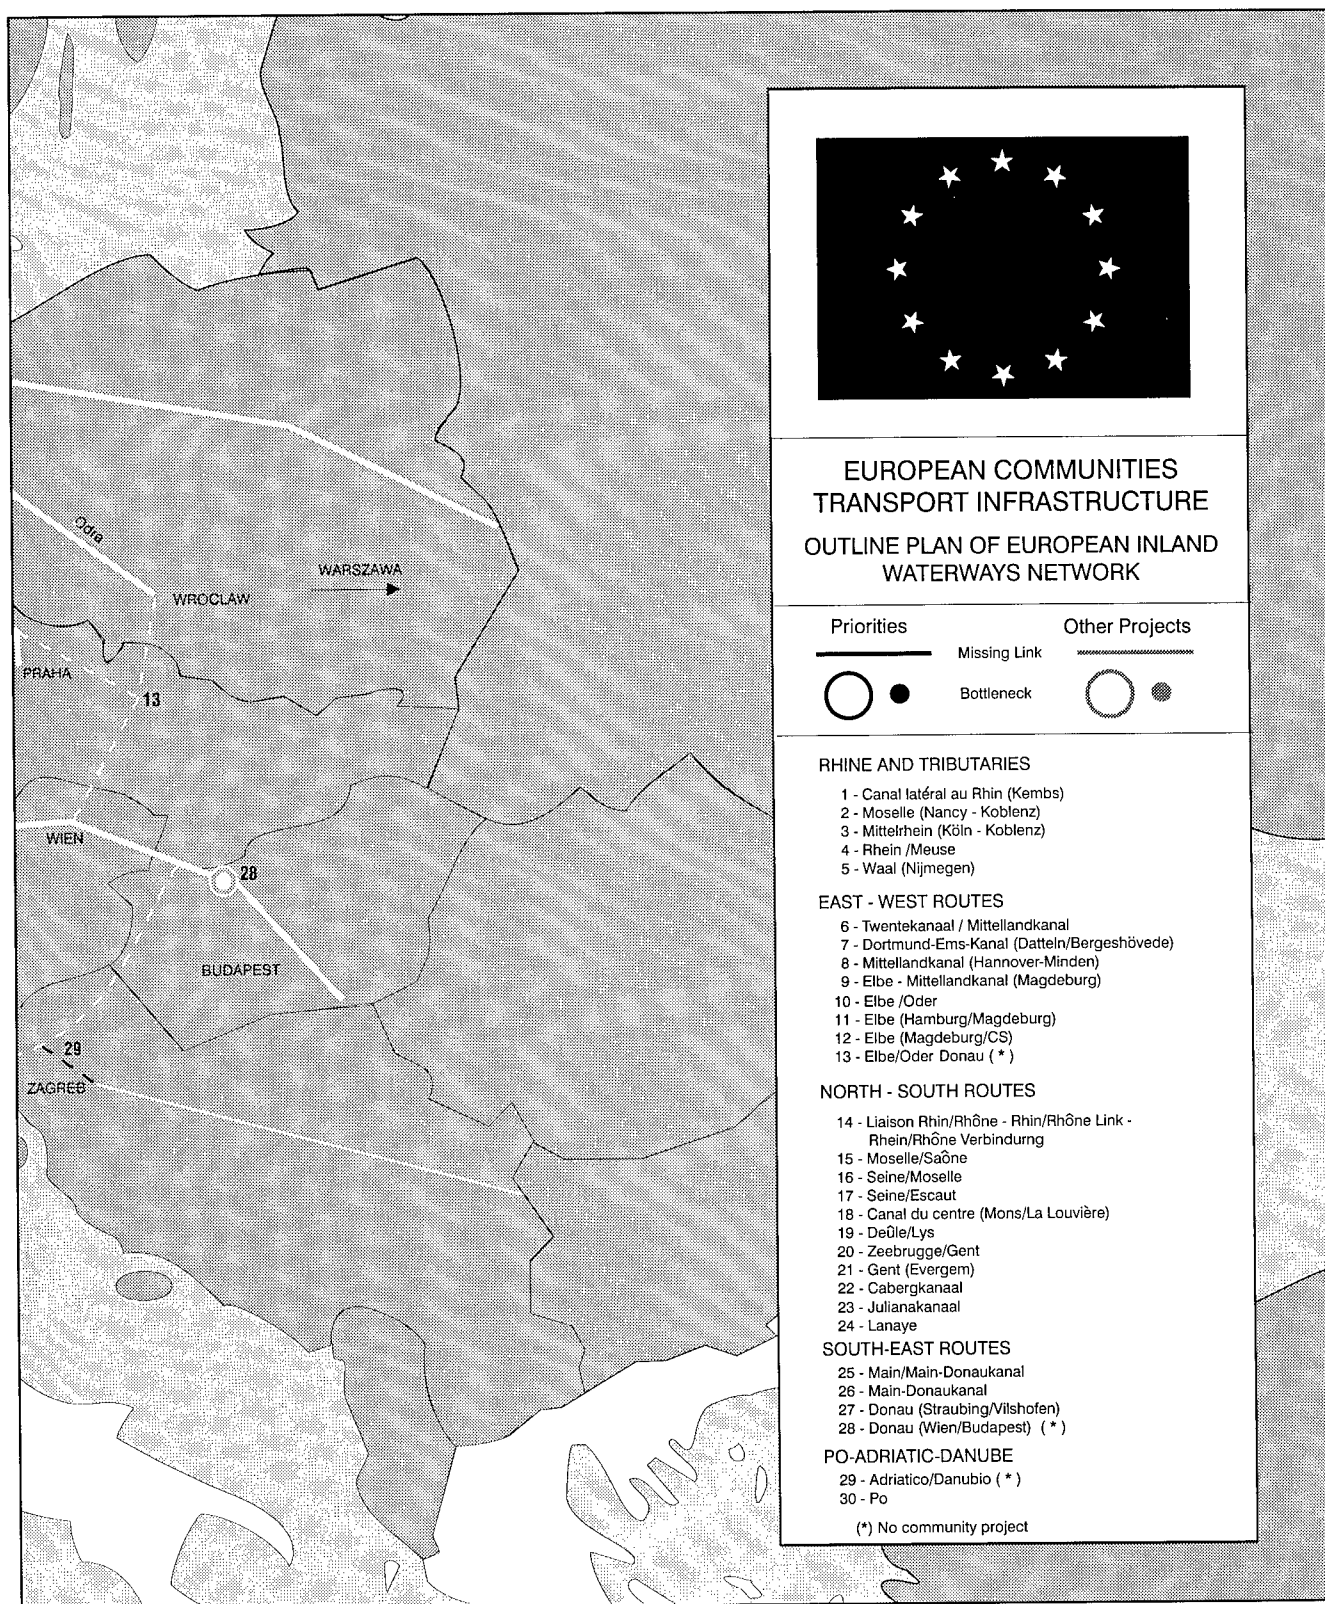 Odra
WARSZAWA
WROCLAW
PRAHA
13
WIEN
28
BUDAPEST
29
ZAGREB
EUROPEAN COMMUNITIES
TRANSPORT INFRASTRUCTURE
OUTLINE PLAN OF EUROPEAN INLAND
WATERWAYS NETWORK
Priorities
Other Projects
Missing Link
Bottleneck
RHINE AND TRIBUTARIES
1 - Canal latéral au Rhin (Kembs)
2 - Moselle (Nancy - Koblenz)
3 - Mittelrhein (Köln - Koblenz)
4 - Rhein /Meuse
5 - Waal (Nijmegen)
EAST - WEST ROUTES
6 - Twentekanaal / Mittellandkanal
7 - Dortmund-Ems-Kanal (Datteln/Bergeshövede)
8 - Mittellandkanal (Hannover-Minden)
9 - Elbe - Mittellandkanal (Magdeburg)
10 - Elbe /Oder
11 - Elbe (Hamburg/Magdeburg)
12 - Elbe (Magdeburg/CS)
13 - Elbe/Oder Donau ( * )
NORTH - SOUTH ROUTES
14 - Liaison Rhin/Rhône - Rhin/Rhône Link -
Rhein/Rhône Verbindurng
15 - Moselle/Saône
16 - Seine/Moselle
17 - Seine/Escaut
18 - Canal du centre (Mons/La Louvière)
19 - Deûle/Lys
20 - Zeebrugge/Gent
21 - Gent (Evergem)
22 - Cabergkanaal
23 - Julianakanaal
24 - Lanaye
SOUTH-EAST ROUTES
25 - Main/Main-Donaukanal
26 - Main-Donaukanal
27 - Donau (Straubing/Vilshofen)
28 - Donau (Wien/Budapest) ( * )
PO-ADRIATIC-DANUBE
29 - Adriatico/Danubio ( * )
30 - Po
(*) No community project